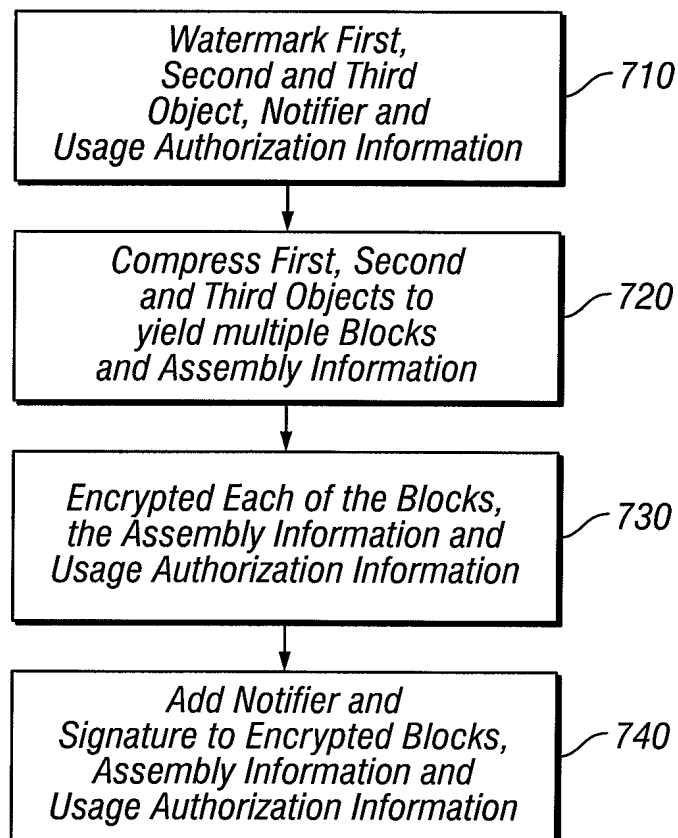 Watermark First,
Second and Third
Object, Notifier and
Usage Authorization Information
710
Compress First, Second
and Third Objects to
yield multiple Blocks
and Assembly Information
720
Encrypted Each of the Blocks,
the Assembly Information and
Usage Authorization Information
730
Add Notifier and
Signature to Encrypted Blocks,
Assembly Information and
Usage Authorization Information
740